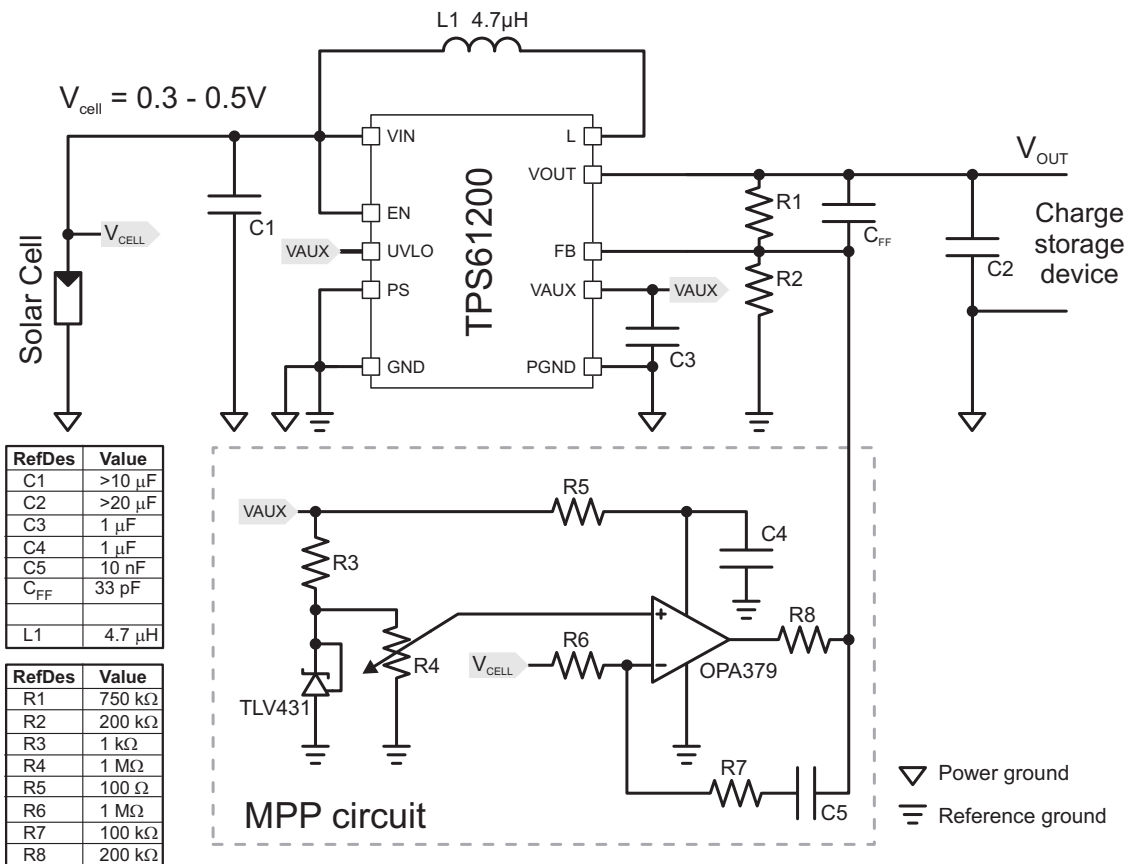 L1 4.7μH
V_cell = 0.3 - 0.5V
VIN
L
VOUT
V_OUT
R1
EN
V_CELL
C1
C_FF
Charge
storage
device
VAUX
UVLO
FB
C2
TPS61200
Solar Cell
PS
VAUX
VAUX
R2
C3
GND
PGND
RefDes Value
C1 >10 μF
C2 >20 μF
C3 1 μF
C4 1 μF
C5 10 nF
C_FF 33 pF
L1 4.7 μH
RefDes Value
R1 750 kΩ
R2 200 kΩ
R3 1 kΩ
R4 1 MΩ
R5 100 Ω
R6 1 MΩ
R7 100 kΩ
R8 200 kΩ
R5
VAUX
C4
R3
+
R8
R6
R4
V_CELL
−
OPA379
TLV431
R7
C5
MPP circuit
Power ground
Reference ground